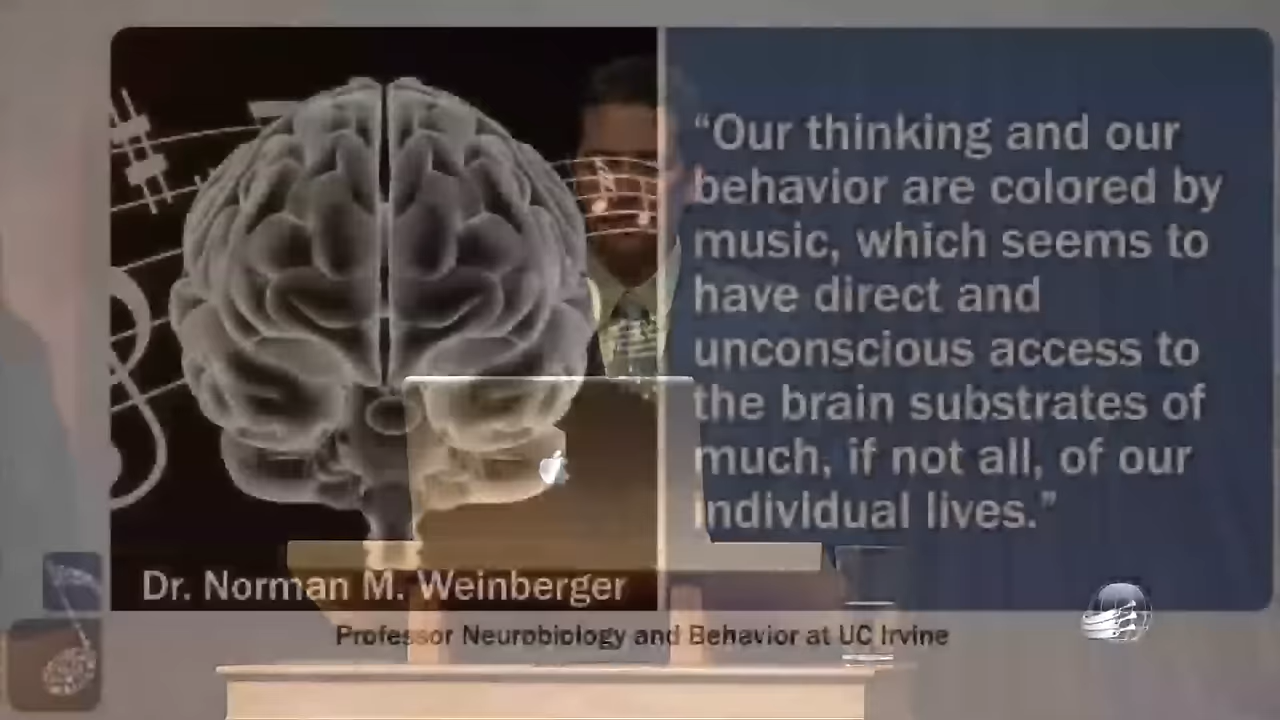 “Our thinking and our
behavior are colored by
music, which seems to
have direct and
unconscious access to
the brain substrates of
much, if not all, of our
individual lives.”
Dr. Norman M. Weinberger
Professor Neurobiology and Behavior at UC Irvine